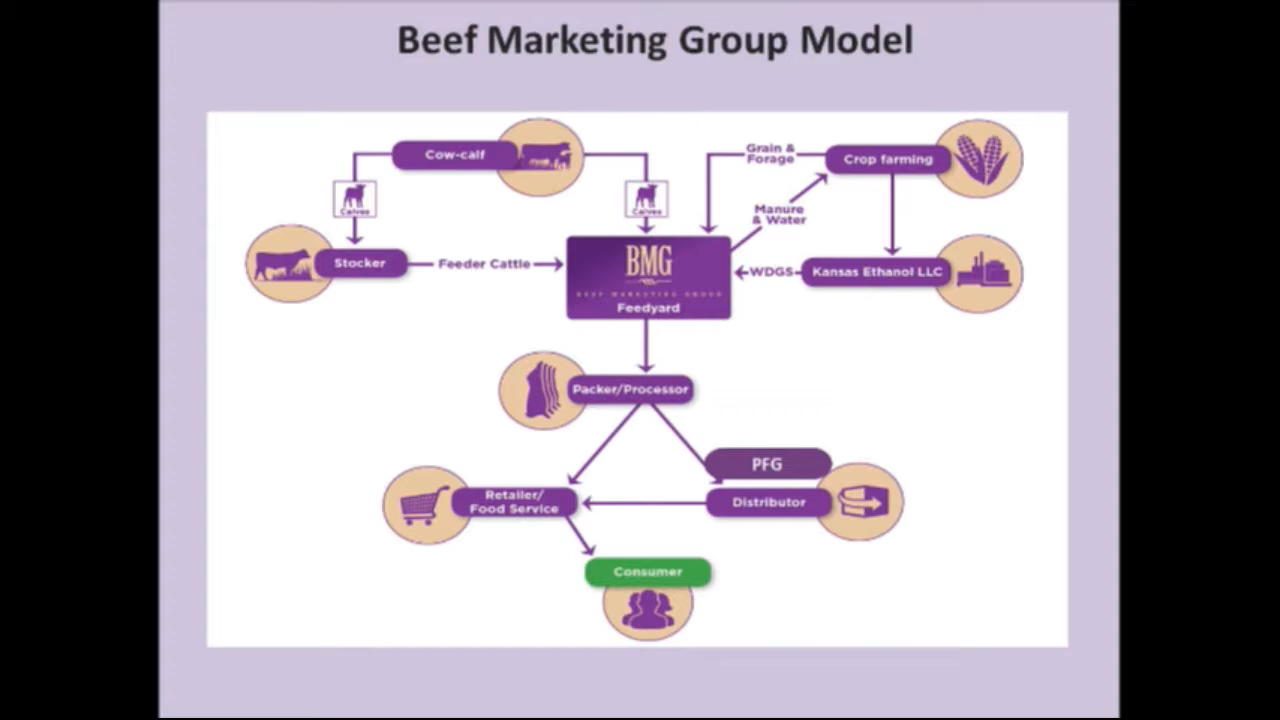 Beef Marketing Group Model
Cow-calf
Grain &
Forage
Crop farming
Calves
Calves
Manure
& Water
Stocker
Feeder Cattle
BMG
BEEF MARKETING GROUP
Feedyard
WDGS
Kansas Ethanol LLC
Packer/Processor
PFG
Retailer/
Food Service
Distributor
Consumer